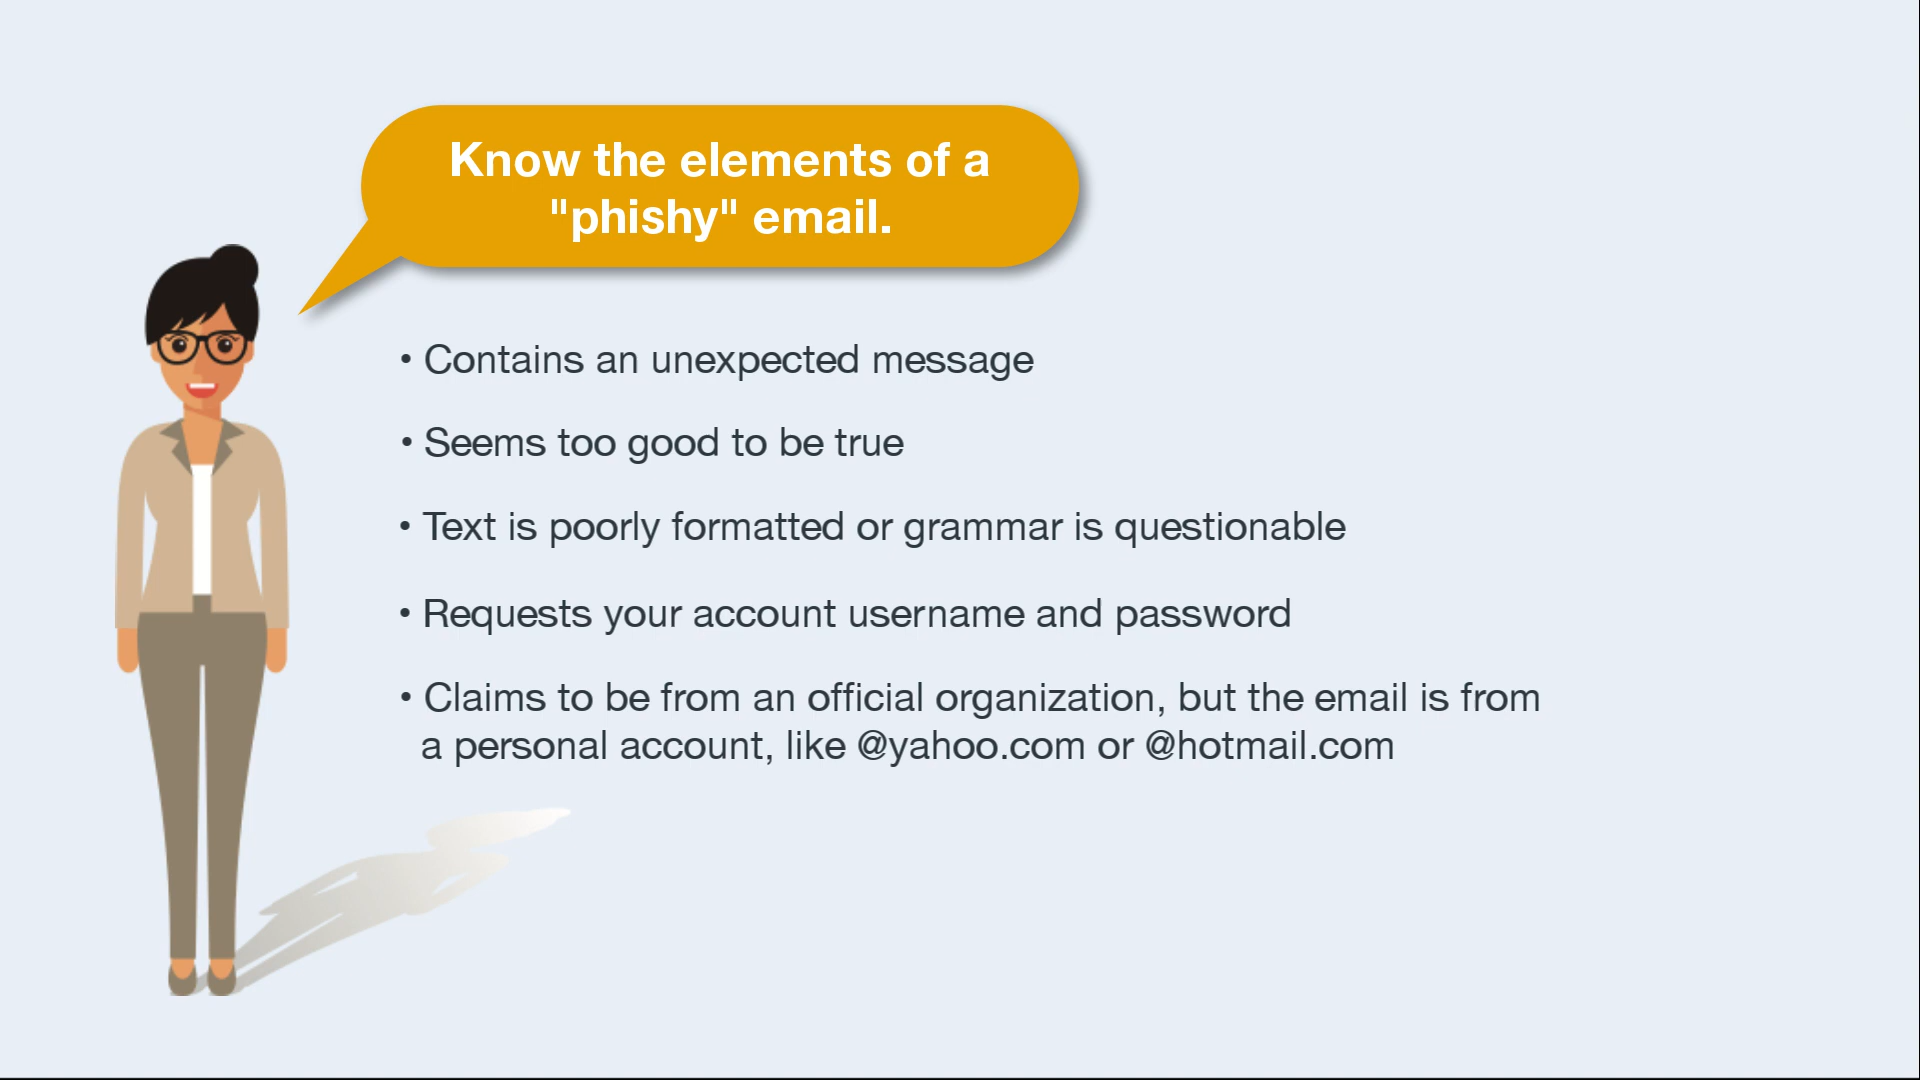 Know the elements of a
"phishy" email.
• Contains an unexpected message
• Seems too good to be true
• Text is poorly formatted or grammar is questionable
• Requests your account username and password
• Claims to be from an official organization, but the email is from
a personal account, like @yahoo.com or @hotmail.com